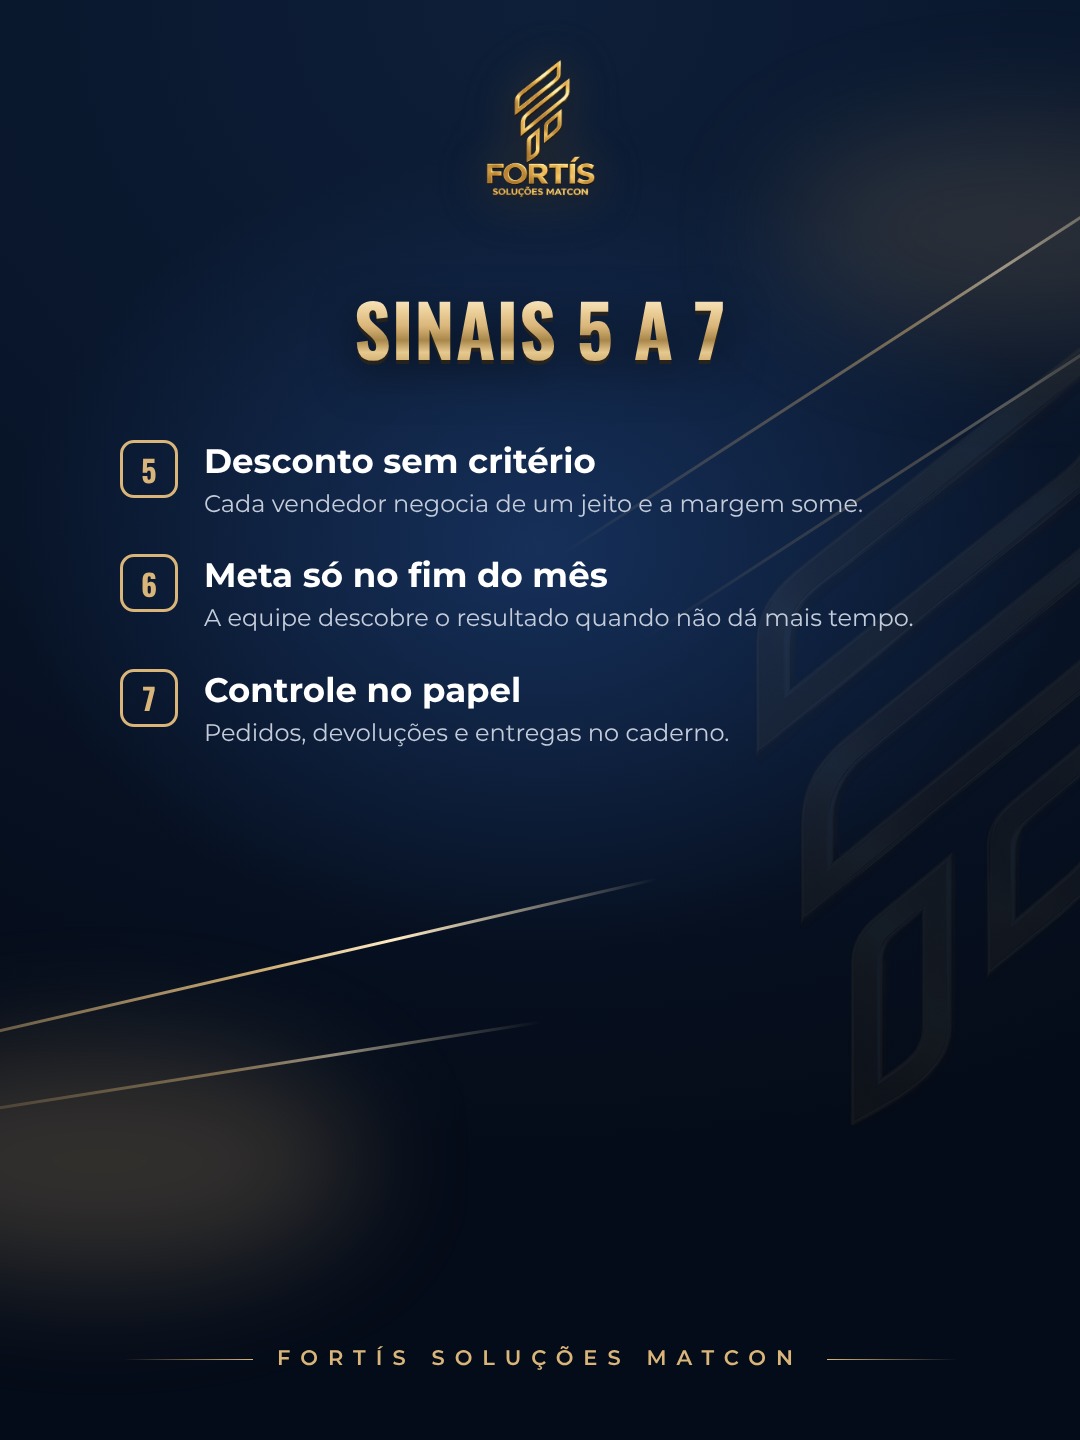 FORTÍS
SOLUÇÕES MATCON
SINAIS 5 A 7
5
Desconto sem critério
Cada vendedor negocia de um jeito e a margem some.
6
Meta só no fim do mês
A equipe descobre o resultado quando não dá mais tempo.
7
Controle no papel
Pedidos, devoluções e entregas no caderno.
FORTÍS SOLUÇÕES MATCON